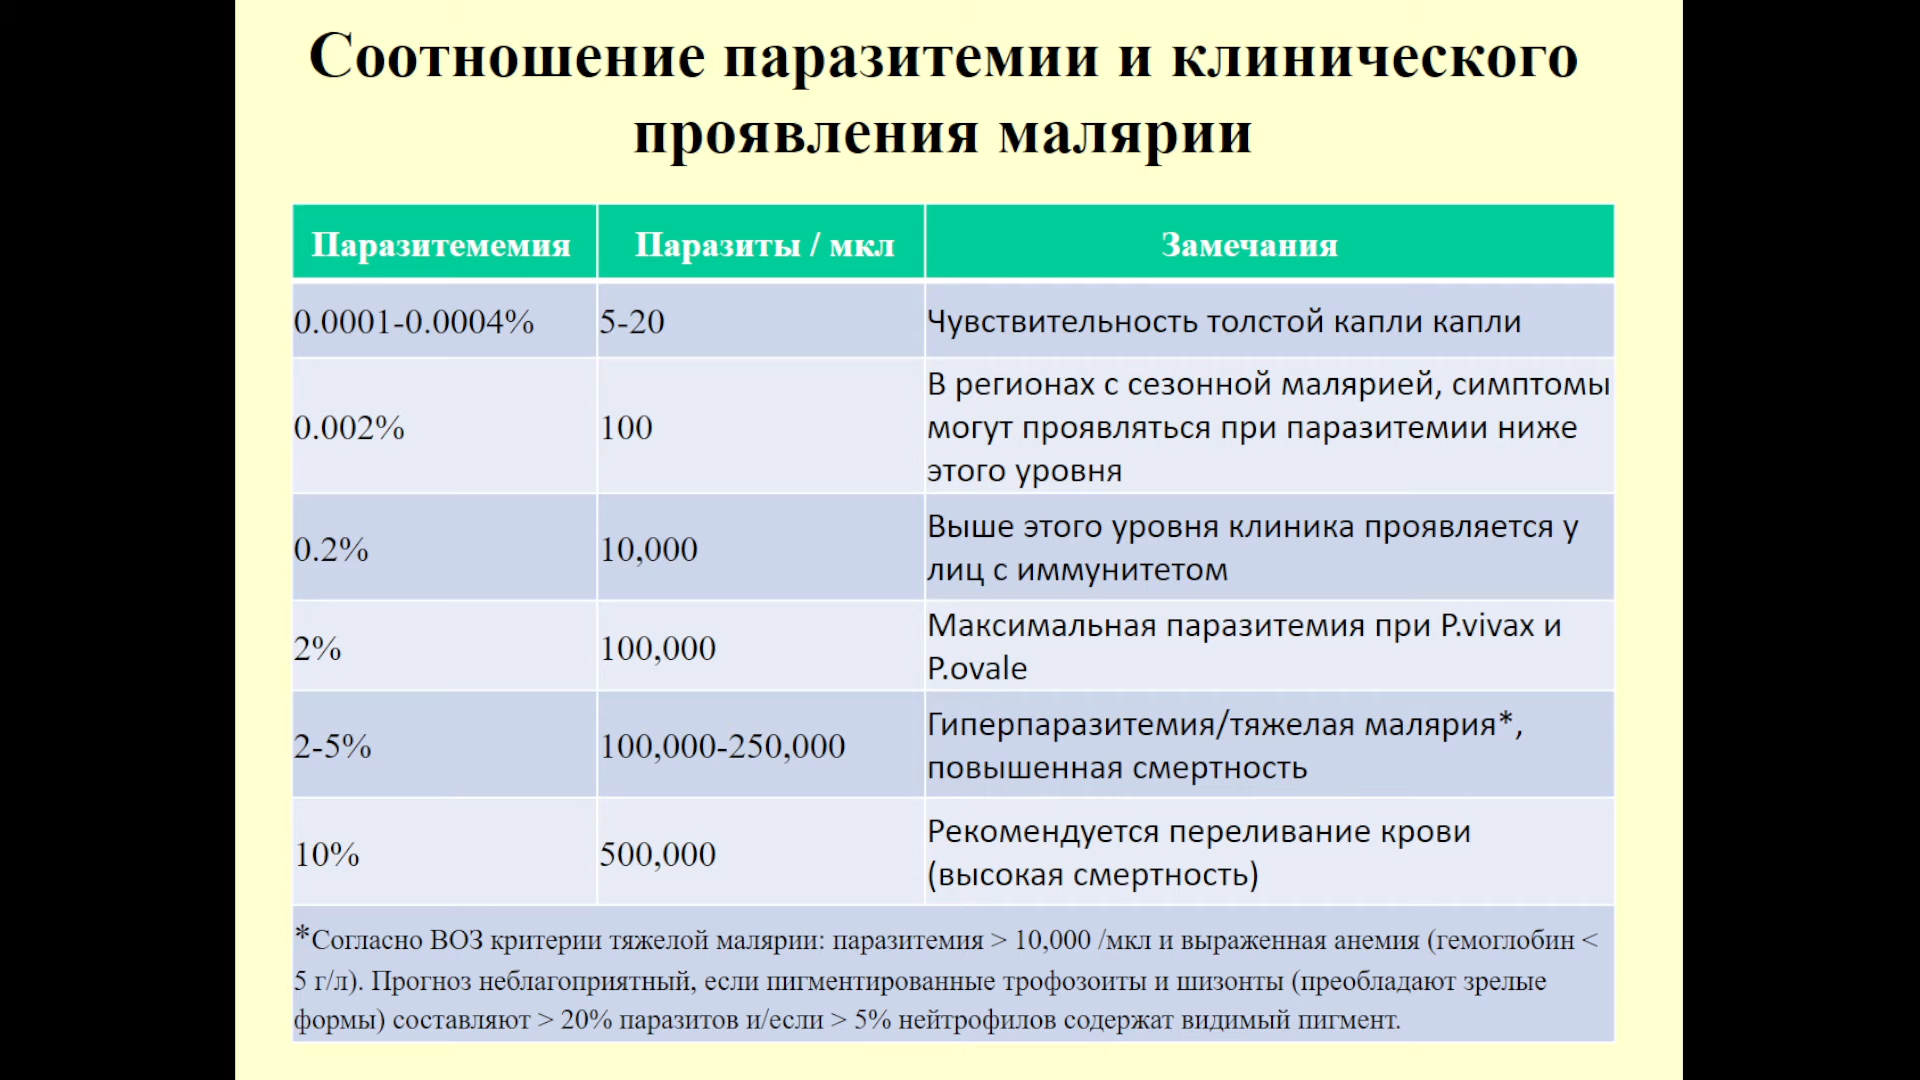 Соотношение паразитемии и клинического
проявления малярии
Паразитемемия
Паразиты / мкл
Замечания
0.0001-0.0004%
5-20
Чувствительность толстой капли капли
0.002%
100
В регионах с сезонной малярией, симптомы
могут проявляться при паразитемии ниже
этого уровня
0.2%
10,000
Выше этого уровня клиника проявляется у
лиц с иммунитетом
2%
100,000
Максимальная паразитемия при P.vivax и
P.ovale
2-5%
100,000-250,000
Гиперпаразитемия/тяжелая малярия*,
повышенная смертность
10%
500,000
Рекомендуется переливание крови
(высокая смертность)
*Согласно ВОЗ критерии тяжелой малярии: паразитемия > 10,000 /мкл и выраженная анемия (гемоглобин <
5 г/л). Прогноз неблагоприятный, если пигментированные трофозоиты и шизонты (преобладают зрелые
формы) составляют > 20% паразитов и/если > 5% нейтрофилов содержат видимый пигмент.